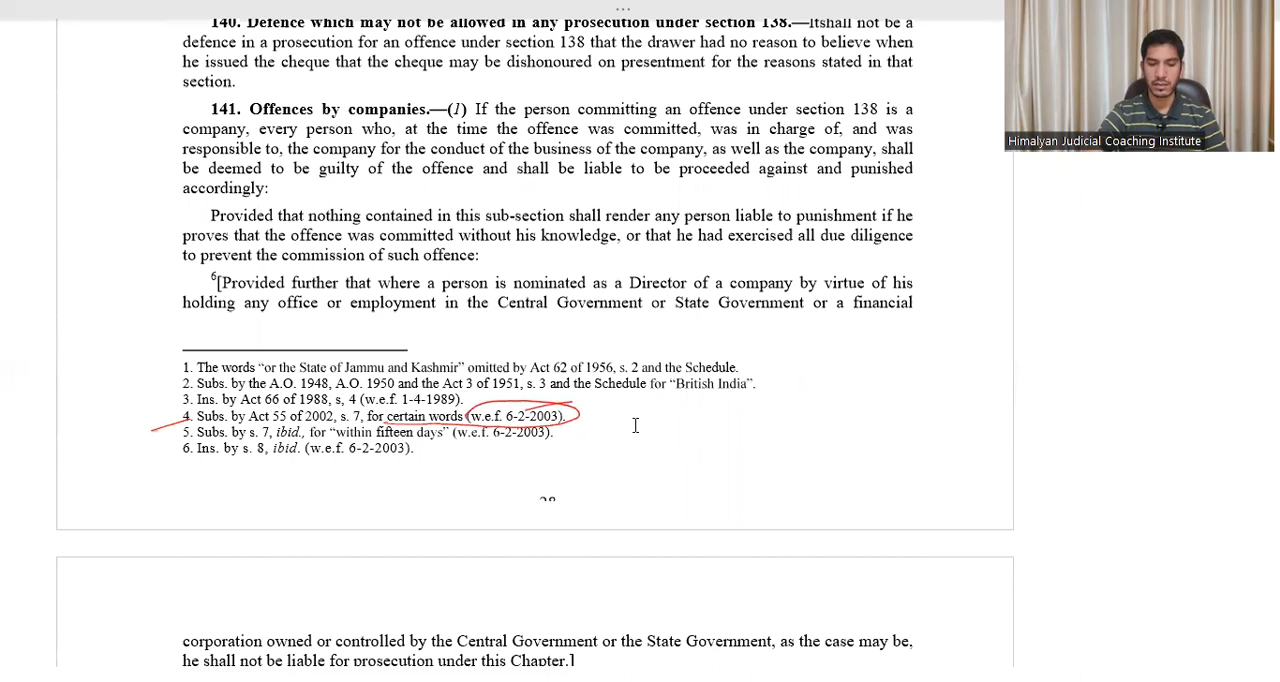 140. Defence which may not be allowed in any prosecution under section 138.—Itshall not be a
defence in a prosecution for an offence under section 138 that the drawer had no reason to believe when
he issued the cheque that the cheque may be dishonoured on presentment for the reasons stated in that
section.
141. Offences by companies.—(1) If the person committing an offence under section 138 is a
company, every person who, at the time the offence was committed, was in charge of, and was
responsible to, the company for the conduct of the business of the company, as well as the company, shall
be deemed to be guilty of the offence and shall be liable to be proceeded against and punished
accordingly:
Provided that nothing contained in this sub-section shall render any person liable to punishment if he
proves that the offence was committed without his knowledge, or that he had exercised all due diligence
to prevent the commission of such offence:
6[Provided further that where a person is nominated as a Director of a company by virtue of his
holding any office or employment in the Central Government or State Government or a financial
1. The words “or the State of Jammu and Kashmir” omitted by Act 62 of 1956, s. 2 and the Schedule.
2. Subs. by the A.O. 1948, A.O. 1950 and the Act 3 of 1951, s. 3 and the Schedule for “British India”.
3. Ins. by Act 66 of 1988, s, 4 (w.e.f. 1-4-1989).
4. Subs. by Act 55 of 2002, s. 7, for certain words (w.e.f. 6-2-2003).
5. Subs. by s. 7, ibid., for “within fifteen days” (w.e.f. 6-2-2003).
6. Ins. by s. 8, ibid. (w.e.f. 6-2-2003).
corporation owned or controlled by the Central Government or the State Government, as the case may be,
he shall not be liable for prosecution under this Chapter.]
Himalyan Judicial Coaching Institute